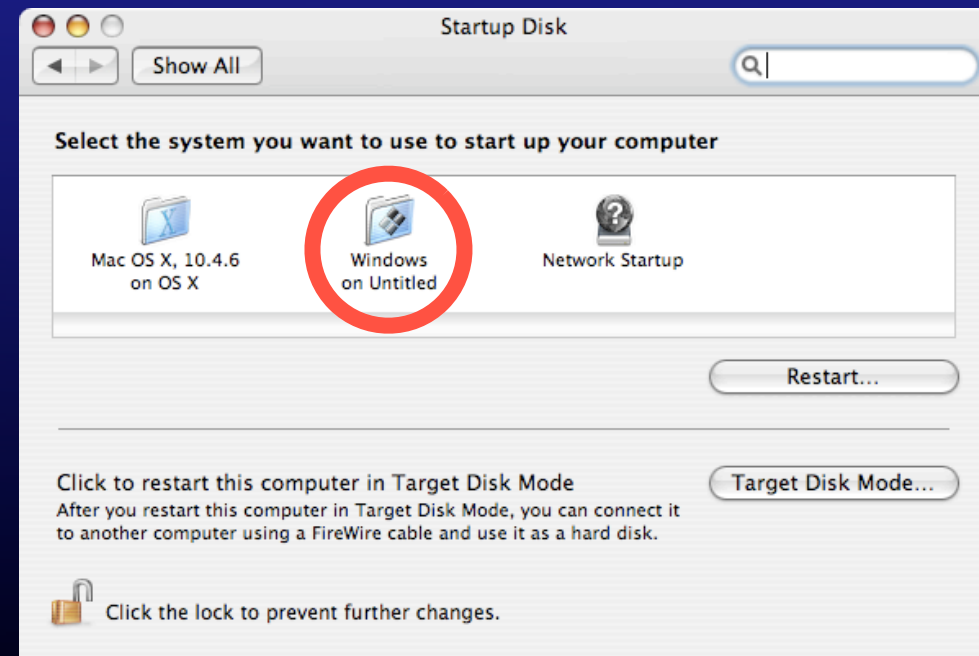 Startup Disk
Show All
Select the system you want to use to start up your computer
Mac OS X, 10.4.6
on OS X
Windows
on Untitled
Network Startup
Restart...
Click to restart this computer in Target Disk Mode
Target Disk Mode...
After you restart this computer in Target Disk Mode, you can connect it
to another computer using a FireWire cable and use it as a hard disk.
Click the lock to prevent further changes.